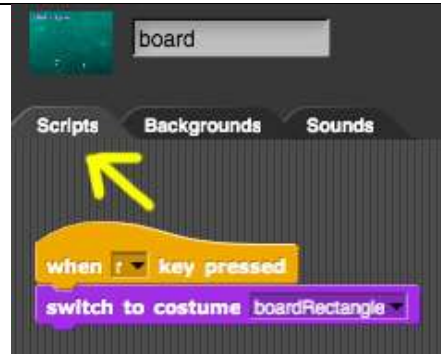 board
Scripts Backgrounds Sounds
when r key pressed
switch to costume boardRectangle